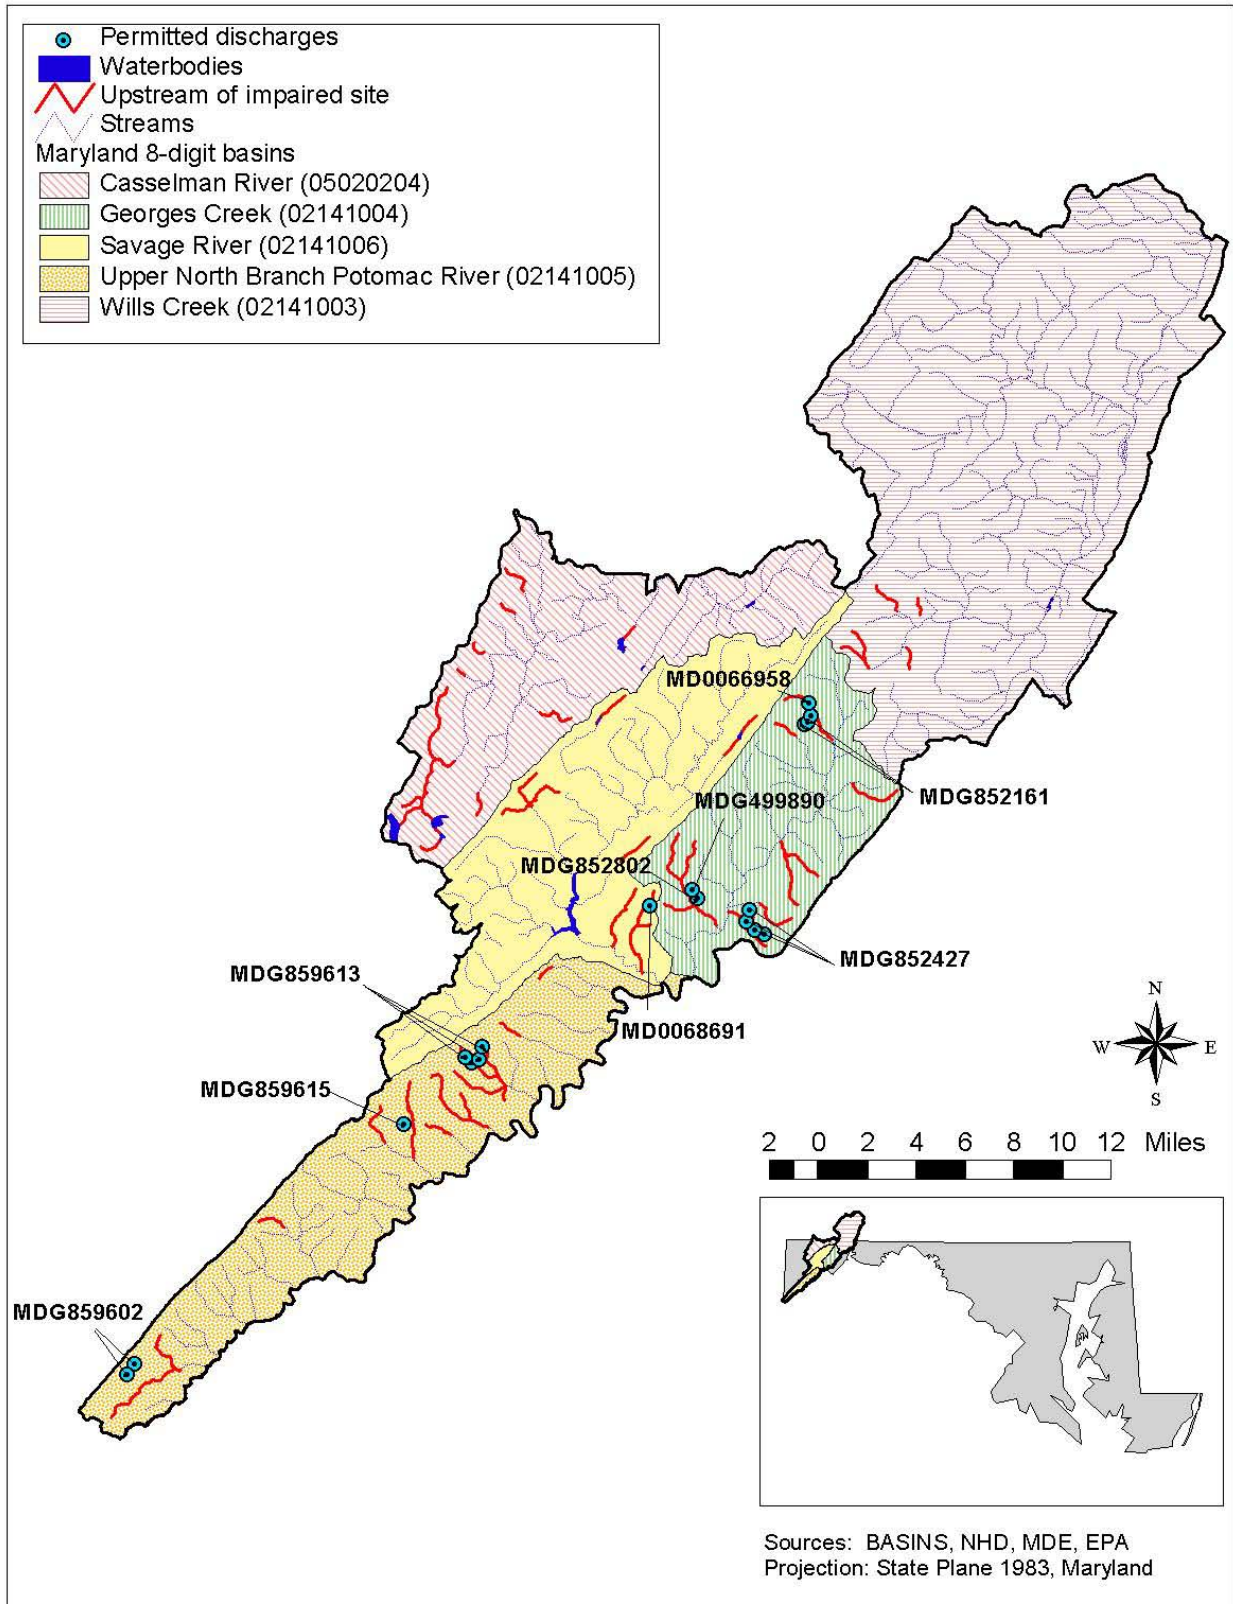 Permitted discharges
Waterbodies
Upstream of impaired site
Streams
Maryland 8-digit basins
Casselman River (05020204)
Georges Creek (02141004)
Savage River (02141006)
Upper North Branch Potomac River (02141005)
Wills Creek (02141003)
MD0066958
MDG852161
MDG499890
MDG852802
MDG852427
MDG859613
MD0068691
MDG859615
MDG859602
N
W E
S
2 0 2 4 6 8 10 12 Miles
Sources: BASINS, NHD, MDE, EPA
Projection: State Plane 1983, Maryland